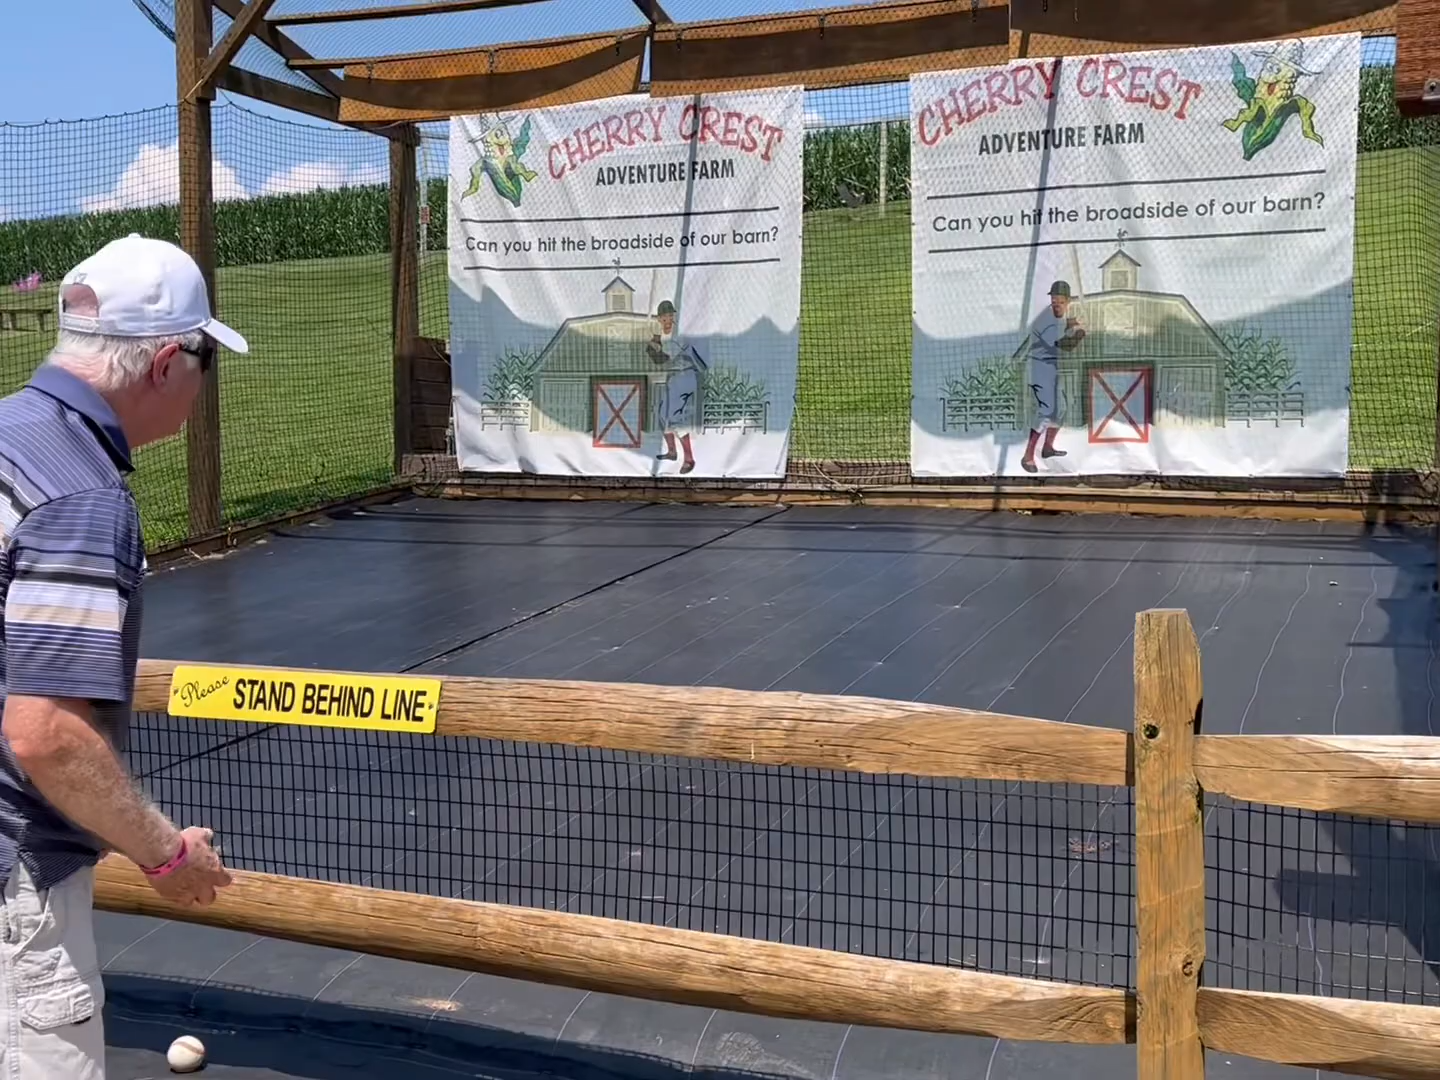 CHERRY CREST
ADVENTURE FARM
Can you hit the broadside of our barn?
CHERRY CREST
ADVENTURE FARM
Can you hit the broadside of our barn?
"Please STAND BEHIND LINE"